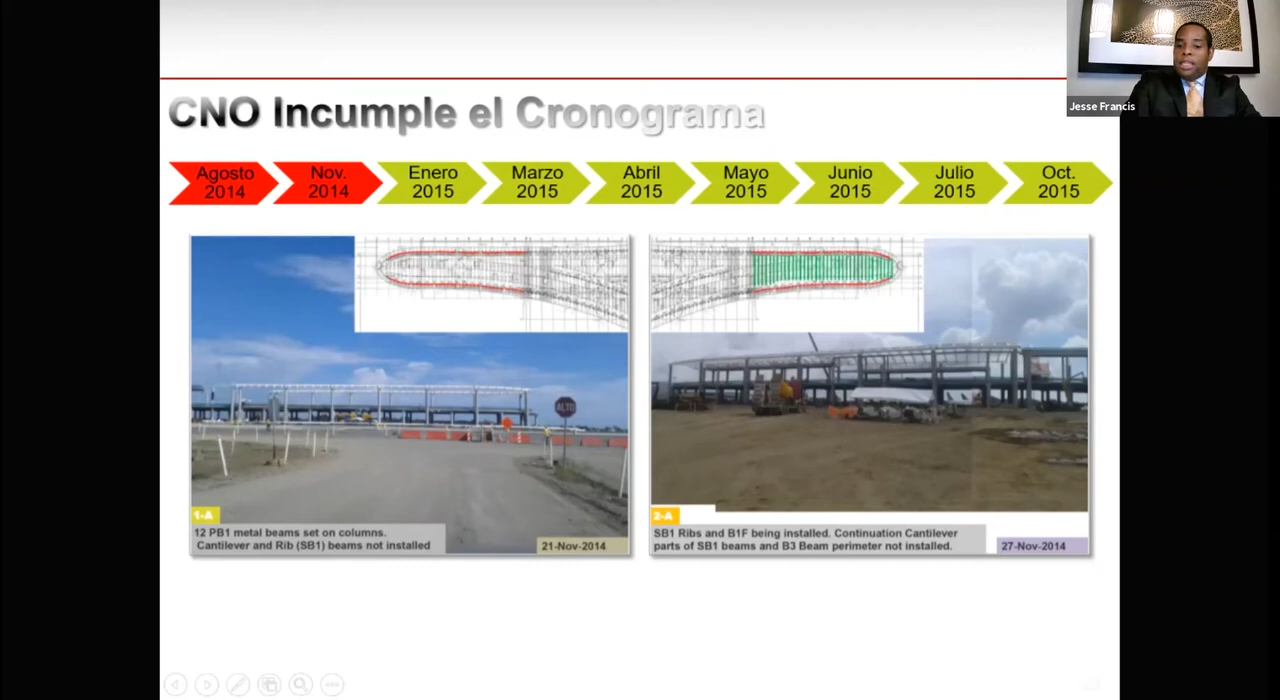 Jesse Francis
CNO Incumple el Cronograma
Agosto
2014
Nov.
2014
Enero
2015
Marzo
2015
Abril
2015
Mayo
2015
Junio
2015
Julio
2015
Oct.
2015
ALTO
1-A
12 PB1 metal beams set on columns.
Cantilever and Rib (SB1) beams not installed
21-Nov-2014
2-A
SB1 Ribs and B1F being installed. Continuation Cantilever
parts of SB1 beams and B3 Beam perimeter not installed.
27-Nov-2014